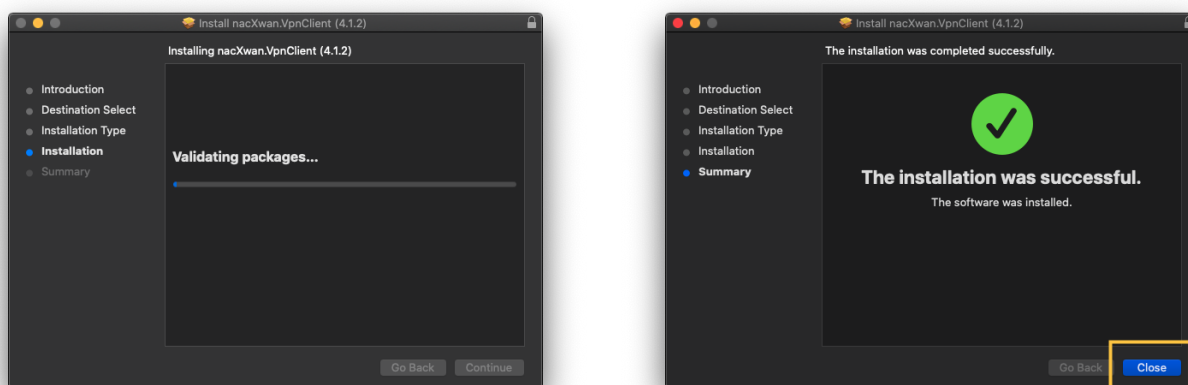 Install nacXwan.VpnClient (4.1.2)
Installing nacXwan.VpnClient (4.1.2)
Introduction
Destination Select
Installation Type
Installation
Summary
Validating packages...
Go Back
Continue
Install nacXwan.VpnClient (4.1.2)
The installation was completed successfully.
Introduction
Destination Select
Installation Type
Installation
Summary
The installation was successful.
The software was installed.
Go Back
Close